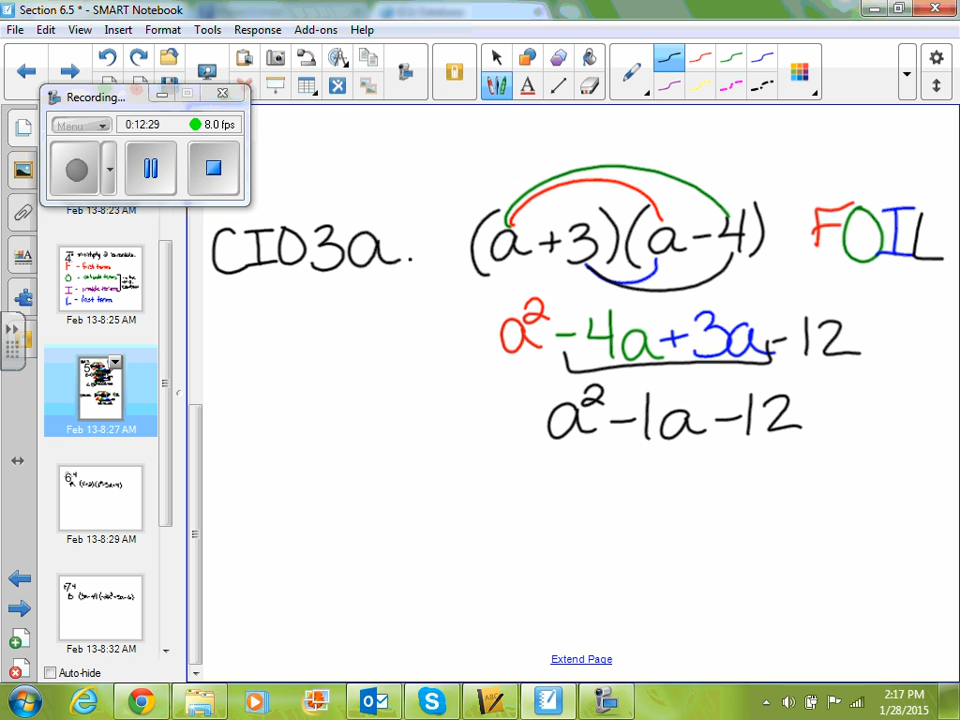 Section 6.5 * - SMART Notebook
File Edit View Insert Format Tools Response Add-ons Help
Recording...
Menu 0:12:29 8.0 fps
Feb 13-8:23 AM
Feb 13-8:25 AM
Feb 13-8:27 AM
Feb 13-8:29 AM
Feb 13-8:32 AM
Auto-hide
CIO3a. (a+3)(a-4) FOIL
a² -4a +3a -12
a² -1a -12
Extend Page
2:17 PM
1/28/2015